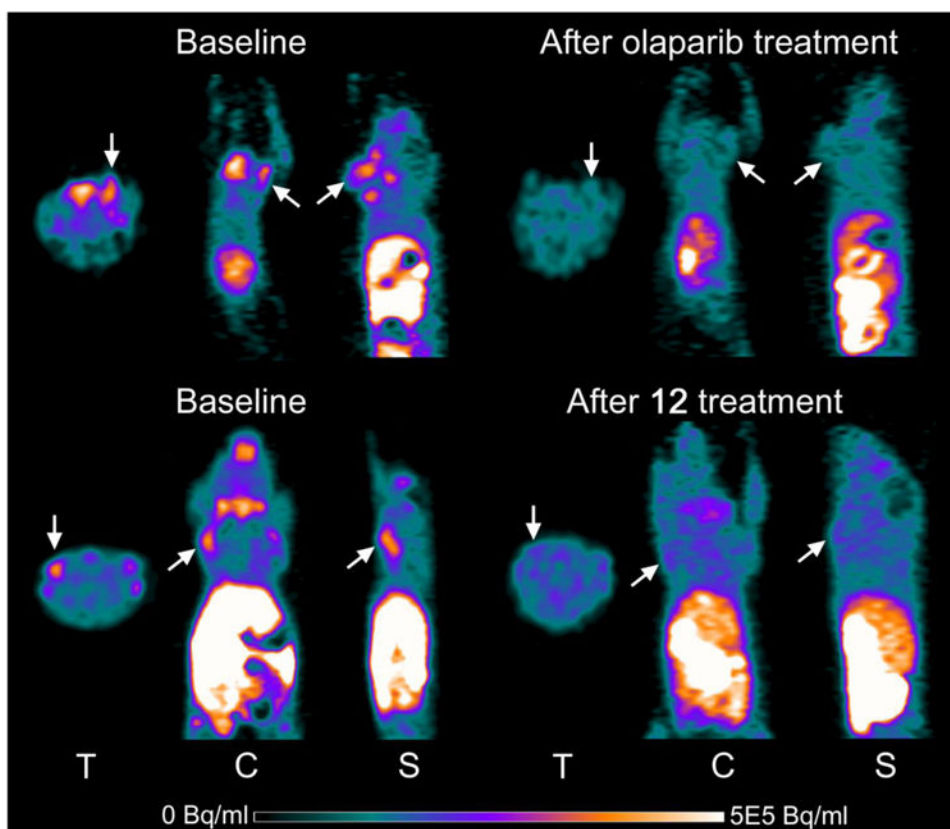 Baseline
After olaparib treatment
Baseline
After 12 treatment
T C S T C S
0 Bq/ml 5E5 Bq/ml